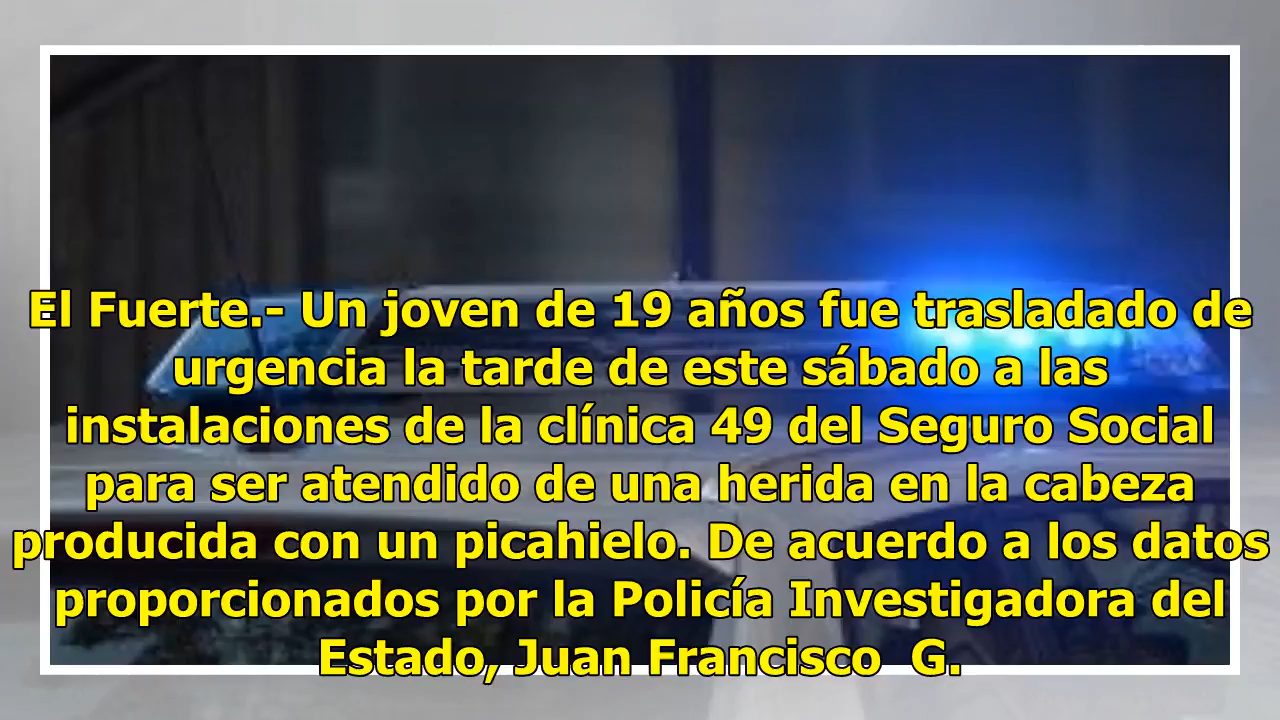 El Fuerte.- Un joven de 19 años fue trasladado de
urgencia la tarde de este sábado a las
instalaciones de la clínica 49 del Seguro Social
para ser atendido de una herida en la cabeza
producida con un picahielo. De acuerdo a los datos
proporcionados por la Policía Investigadora del
Estado, Juan Francisco  G.